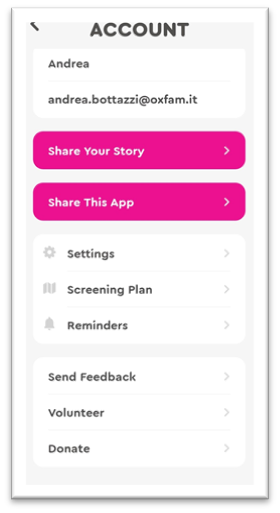 ACCOUNT
Andrea
andrea.bottazzi@oxfam.it
Share Your Story
Share This App
Settings
Screening Plan
Reminders
Send Feedback
Volunteer
Donate